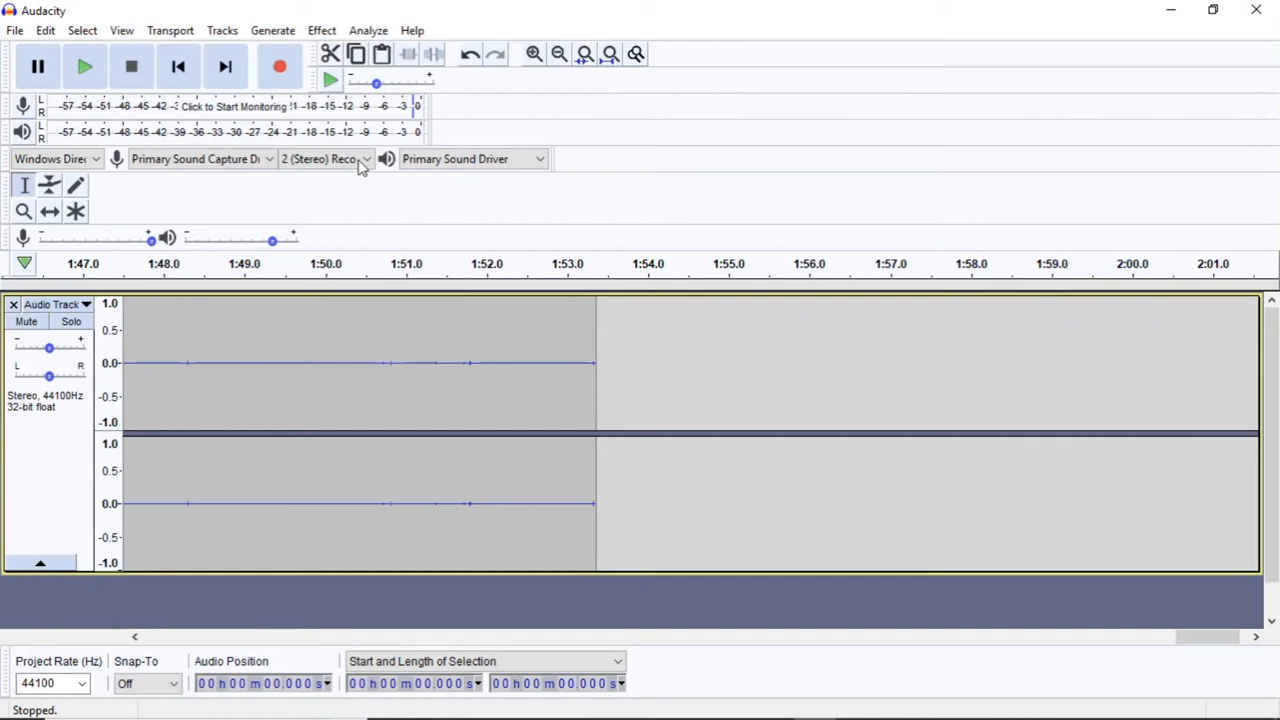 Audacity
File Edit Select View Transport Tracks Generate Effect Analyze Help
L R -57 -54 -51 -48 -45 -42 -3 Click to Start Monitoring !1 -18 -15 -12 -9 -6 -3 0
L R -57 -54 -51 -48 -45 -42 -39 -36 -33 -30 -27 -24 -21 -18 -15 -12 -9 -6 -3 0
Windows Direc Primary Sound Capture Dr 2 (Stereo) Reco Primary Sound Driver
1:47.0 1:48.0 1:49.0 1:50.0 1:51.0 1:52.0 1:53.0 1:54.0 1:55.0 1:56.0 1:57.0 1:58.0 1:59.0 2:00.0 2:01.0
Audio Track 1.0
Mute Solo
0.5
L R 0.0
Stereo, 44100Hz
32-bit float
-0.5
-1.0
1.0
0.5
0.0
-0.5
-1.0
Project Rate (Hz) Snap-To Audio Position Start and Length of Selection
44100 Off 00 h 00 m 00.000 s 00 h 00 m 00.000 s 00 h 00 m 00.000 s
Stopped.